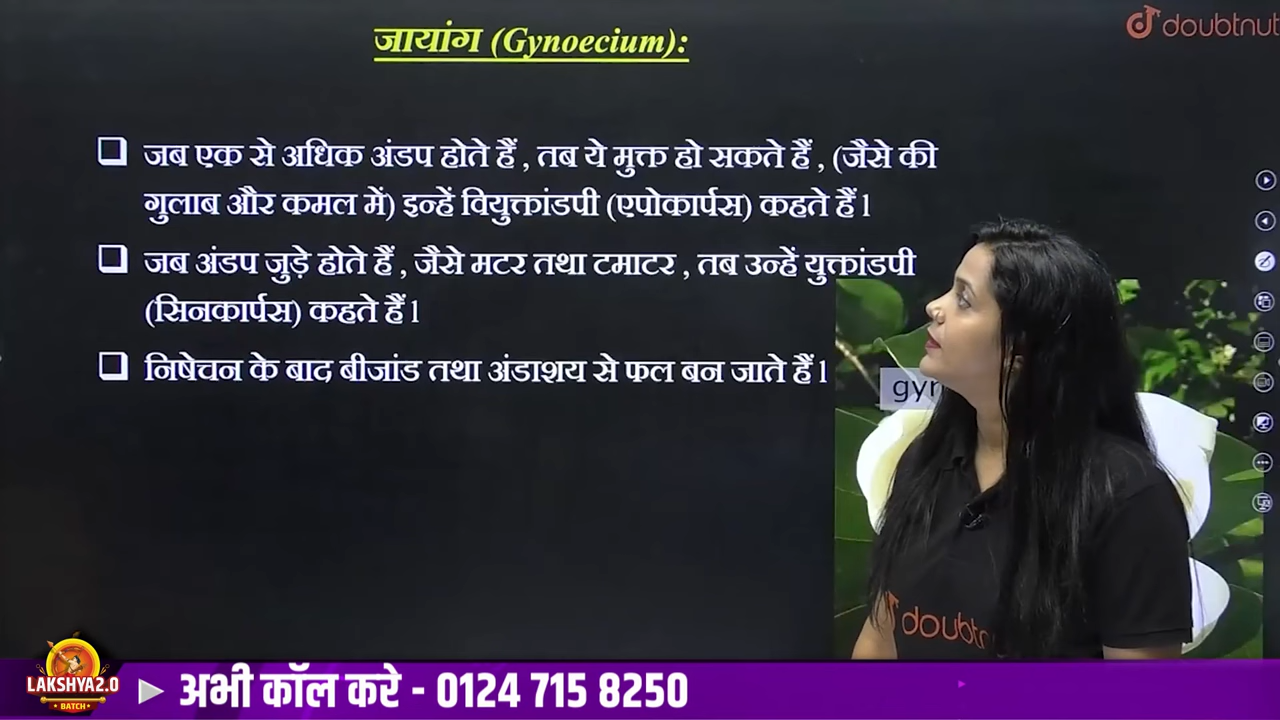 जायांग (Gynoecium):
doubtnut
जब एक से अधिक अंडप होते हैं , तब ये मुक्त हो सकते हैं , (जैसे की
गुलाब और कमल में) इन्हें वियुक्तांडपी (एपोकार्पस) कहते हैं l
जब अंडप जुड़े होते हैं , जैसे मटर तथा टमाटर , तब उन्हें युक्तांडपी
(सिनकार्पस) कहते हैं l
निषेचन के बाद बीजांड तथा अंडाशय से फल बन जाते हैं l
LAKSHYA2.0
BATCH
अभी कॉल करे - 0124 715 8250